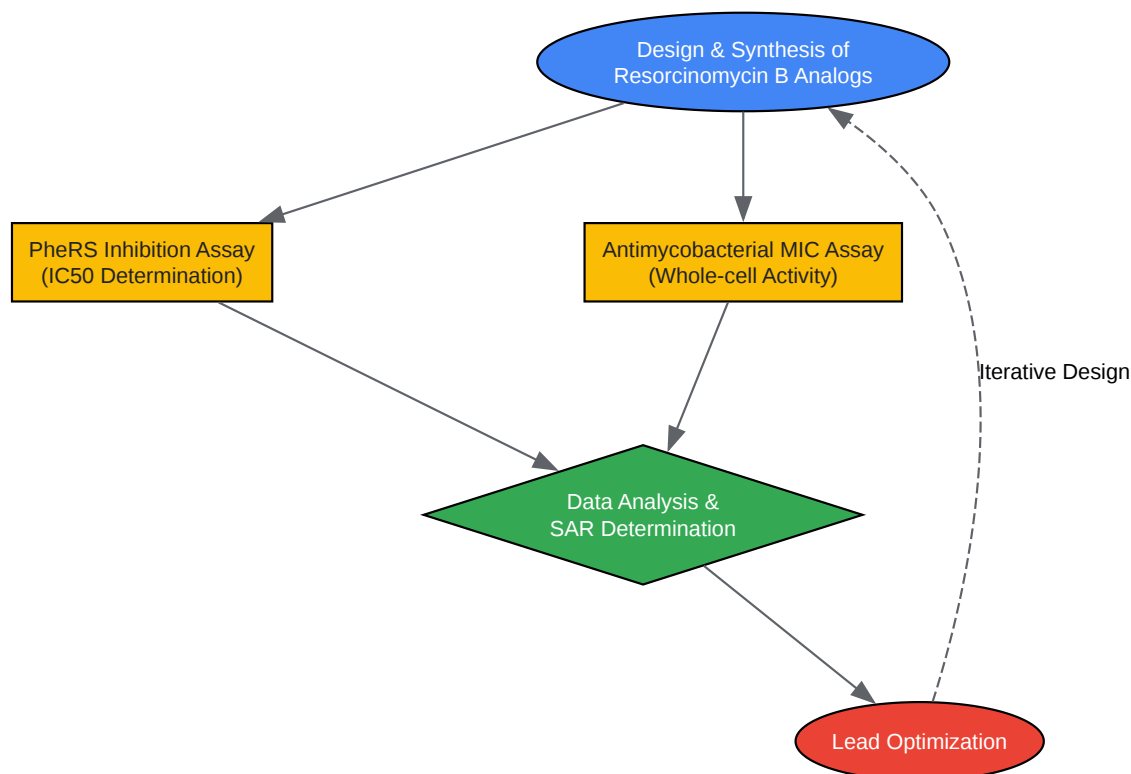 Design & Synthesis of
Resorcinomycin B Analogs
PheRS Inhibition Assay
(IC50 Determination)
Antimycobacterial MIC Assay
(Whole-cell Activity)
Iterative Design
Data Analysis &
SAR Determination
Lead Optimization